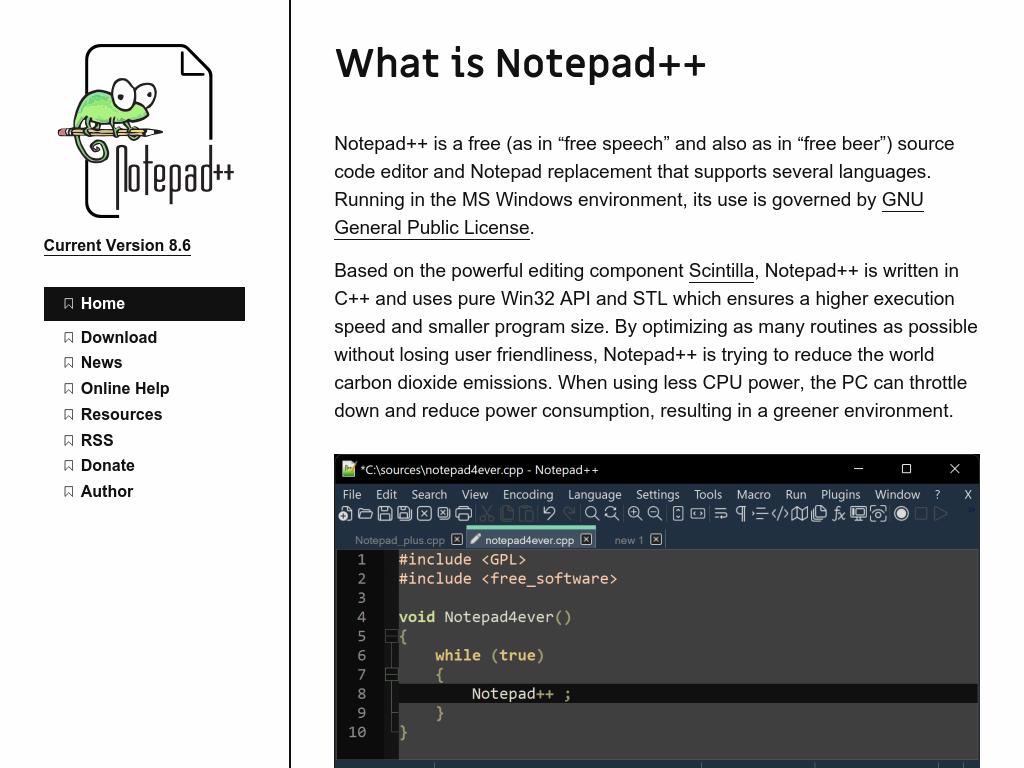 Notepad++
Current Version 8.6
Home
Download
News
Online Help
Resources
RSS
Donate
Author
What is Notepad++
Notepad++ is a free (as in “free speech” and also as in “free beer”) source
code editor and Notepad replacement that supports several languages.
Running in the MS Windows environment, its use is governed by GNU
General Public License.
Based on the powerful editing component Scintilla, Notepad++ is written in
C++ and uses pure Win32 API and STL which ensures a higher execution
speed and smaller program size. By optimizing as many routines as possible
without losing user friendliness, Notepad++ is trying to reduce the world
carbon dioxide emissions. When using less CPU power, the PC can throttle
down and reduce power consumption, resulting in a greener environment.
*C:\sources\notepad4ever.cpp - Notepad++
File Edit Search View Encoding Language Settings Tools Macro Run Plugins Window ? X
Notepad_plus.cpp notepad4ever.cpp new 1
1 #include <GPL>
2 #include <free_software>
3
4 void Notepad4ever()
5 {
6 while (true)
7 {
8 Notepad++ ;
9 }
10 }